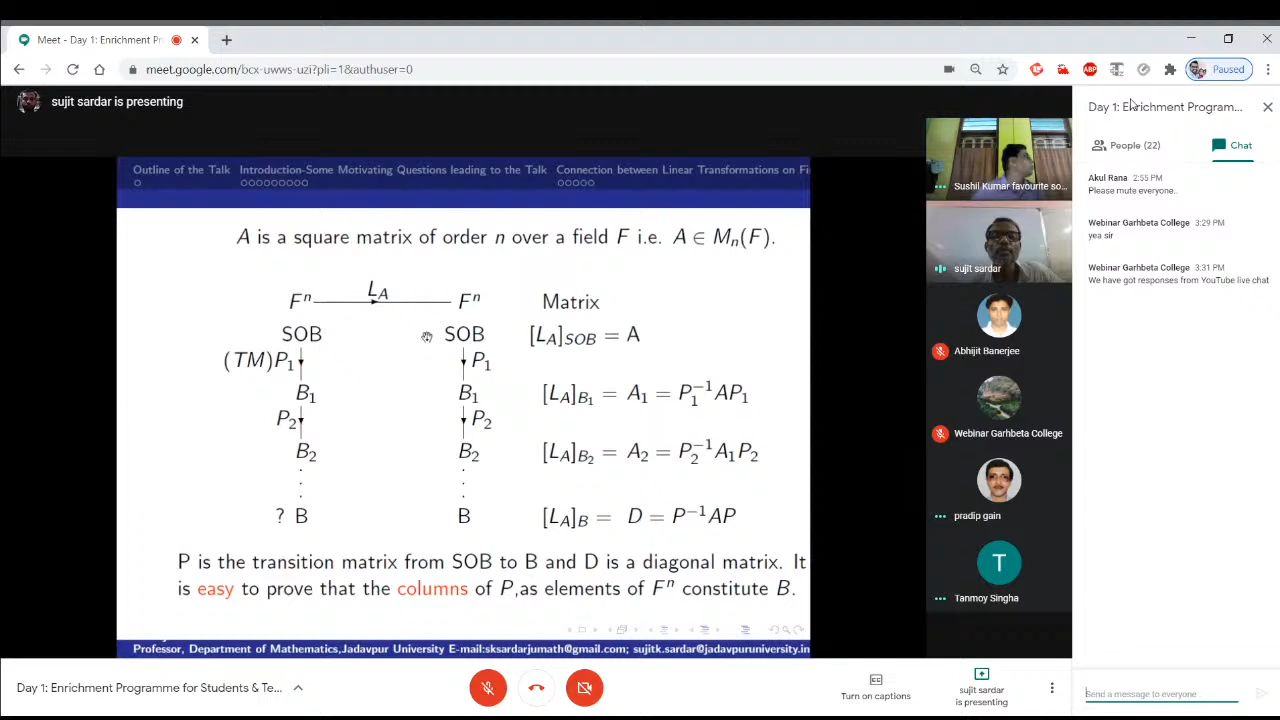 Meet - Day 1: Enrichment Pr
meet.google.com/bcx-uwws-uzi?pli=1&authuser=0
ABP
Paused
sujit sardar is presenting
Day 1: Enrichment Program...
People (22)
Chat
Akul Rana 2:55 PM
Please mute everyone..
Webinar Garhbeta College 3:29 PM
yea sir
Webinar Garhbeta College 3:31 PM
We have got responses from YouTube live chat
Outline of the Talk Introduction-Some Motivating Questions leading to the Talk Connection between Linear Transformations on Fi
A is a square matrix of order n over a field F i.e. A ∈ Mₙ(F).
Fⁿ L_A Fⁿ Matrix
SOB SOB [L_A]_SOB = A
(TM)P₁ P₁
B₁ B₁ [L_A]_B₁ = A₁ = P₁⁻¹AP₁
P₂ P₂
B₂ B₂ [L_A]_B₂ = A₂ = P₂⁻¹A₁P₂
? B B [L_A]_B = D = P⁻¹AP
P is the transition matrix from SOB to B and D is a diagonal matrix. It
is easy to prove that the columns of P,as elements of Fⁿ constitute B.
Professor, Department of Mathematics,Jadavpur University E-mail:sksardarjumath@gmail.com; sujitk.sardar@jadavpuruniversity.in
Sushil Kumar favourite so...
sujit sardar
Abhijit Banerjee
Webinar Garhbeta College
pradip gain
T
Tanmoy Singha
Day 1: Enrichment Programme for Students & Te...
Turn on captions
sujit sardar
is presenting
Send a message to everyone